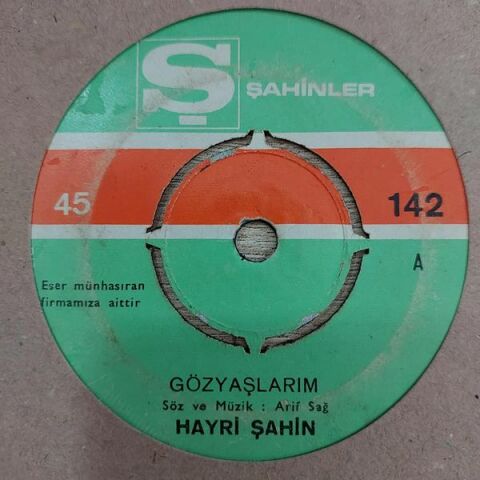 Ş
ŞAHİNLER
45
142
A
Eser münhasıran
firmamıza aittir
GÖZYAŞLARIM
Söz ve Müzik : Arif Sağ
HAYRİ ŞAHİN